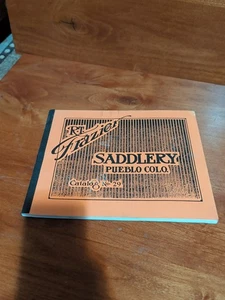 R.T.
Frazier
SADDLERY
PUEBLO COLO.
Catalog No 29